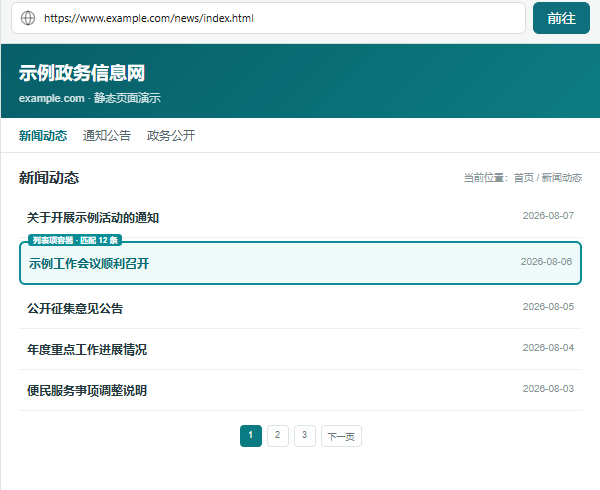 https://www.example.com/news/index.html 前往
示例政务信息网
example.com · 静态页面演示
新闻动态 通知公告 政务公开
新闻动态 当前位置：首页 / 新闻动态
关于开展示例活动的通知 2026-08-07
列表项容器 · 匹配 12 条
示例工作会议顺利召开 2026-08-06
公开征集意见公告 2026-08-05
年度重点工作进展情况 2026-08-04
便民服务事项调整说明 2026-08-03
1 2 3 下一页